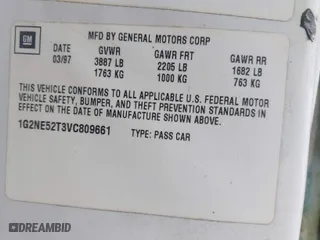 GM
MFD BY GENERAL MOTORS CORP
DATE GVWR GAWR FRT GAWR RR
03/97 3887 LB 2205 LB 1682 LB
1763 KG 1000 KG 763 KG
THIS VEHICLE CONFORMS TO ALL APPLICABLE U.S. FEDERAL MOTOR
VEHICLE SAFETY, BUMPER, AND THEFT PREVENTION STANDARDS IN
EFFECT ON THE DATE OF MANUFACTURE SHOWN ABOVE.
1G2NE52T3VC809661 TYPE: PASS CAR
DREAMBID